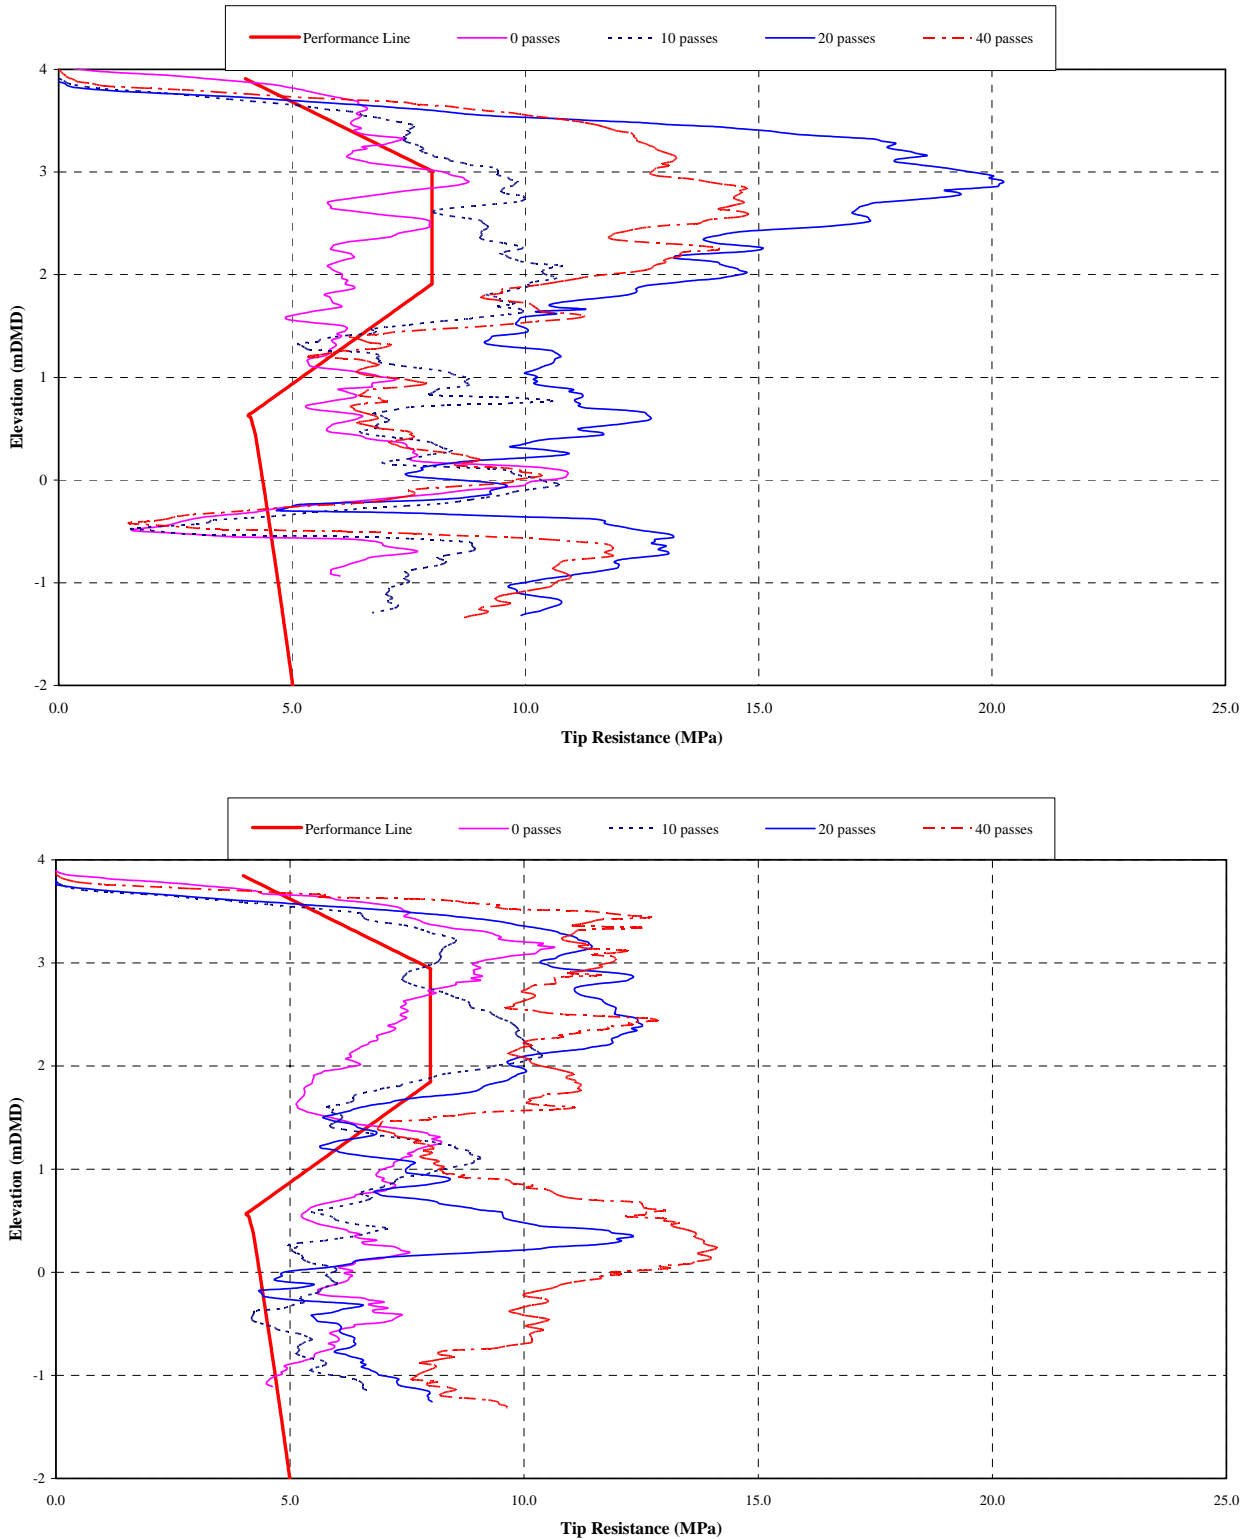 Performance Line 0 passes 10 passes 20 passes 40 passes
4
3
2
1
0
-1
-2
Elevation (mDMD)
0.0 5.0 10.0 15.0 20.0 25.0
Tip Resistance (MPa)
Performance Line 0 passes 10 passes 20 passes 40 passes
4
3
2
1
0
-1
-2
Elevation (mDMD)
0.0 5.0 10.0 15.0 20.0 25.0
Tip Resistance (MPa)